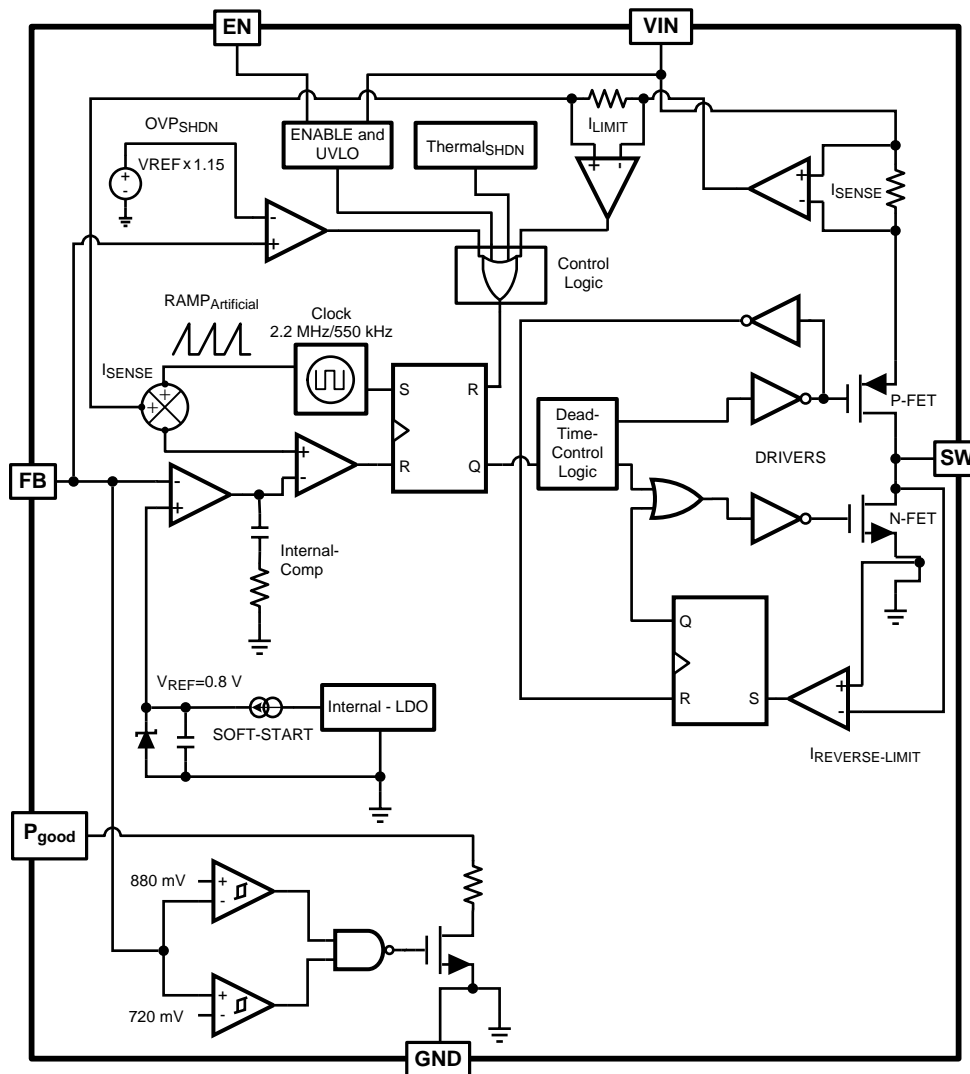 EN
VIN
OVPSHDN
VREF x 1.15
+
-
ENABLE and
UVLO
ThermalSHDN
ILIMIT
+ -
+
-
ISENSE
-
+
Control
Logic
RAMPArtificial
Clock
2.2 MHz/550 kHz
ISENSE
+
+
S
R
R
Q
+
-
Dead-
Time-
Control
Logic
P-FET
DRIVERS
SW
FB
-
+
N-FET
Internal-
Comp
Q
R
S
+
-
VREF=0.8 V
SOFT-START
Internal - LDO
IREVERSE-LIMIT
Pgood
880 mV
+
-
+
-
720 mV
GND